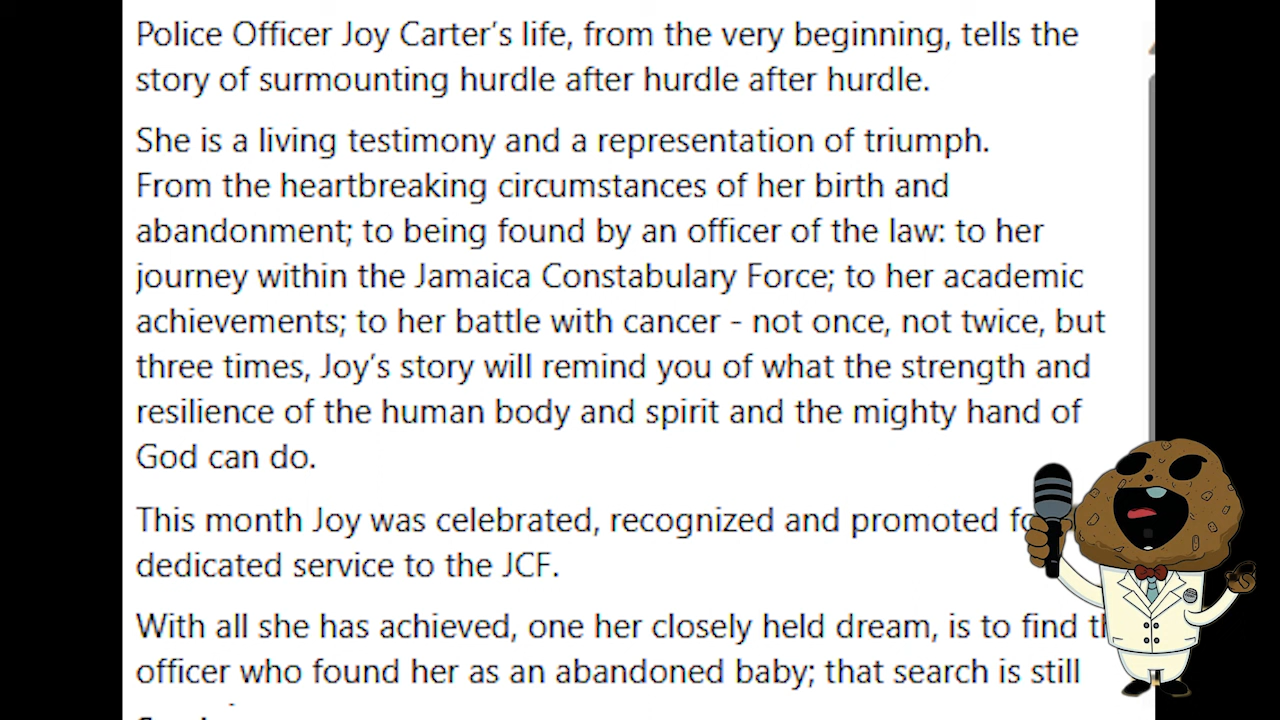 Police Officer Joy Carter’s life, from the very beginning, tells the
story of surmounting hurdle after hurdle after hurdle.
She is a living testimony and a representation of triumph.
From the heartbreaking circumstances of her birth and
abandonment; to being found by an officer of the law: to her
journey within the Jamaica Constabulary Force; to her academic
achievements; to her battle with cancer - not once, not twice, but
three times, Joy’s story will remind you of what the strength and
resilience of the human body and spirit and the mighty hand of
God can do.
This month Joy was celebrated, recognized and promoted
dedicated service to the JCF.
With all she has achieved, one her closely held dream, is to find
officer who found her as an abandoned baby; that search is still